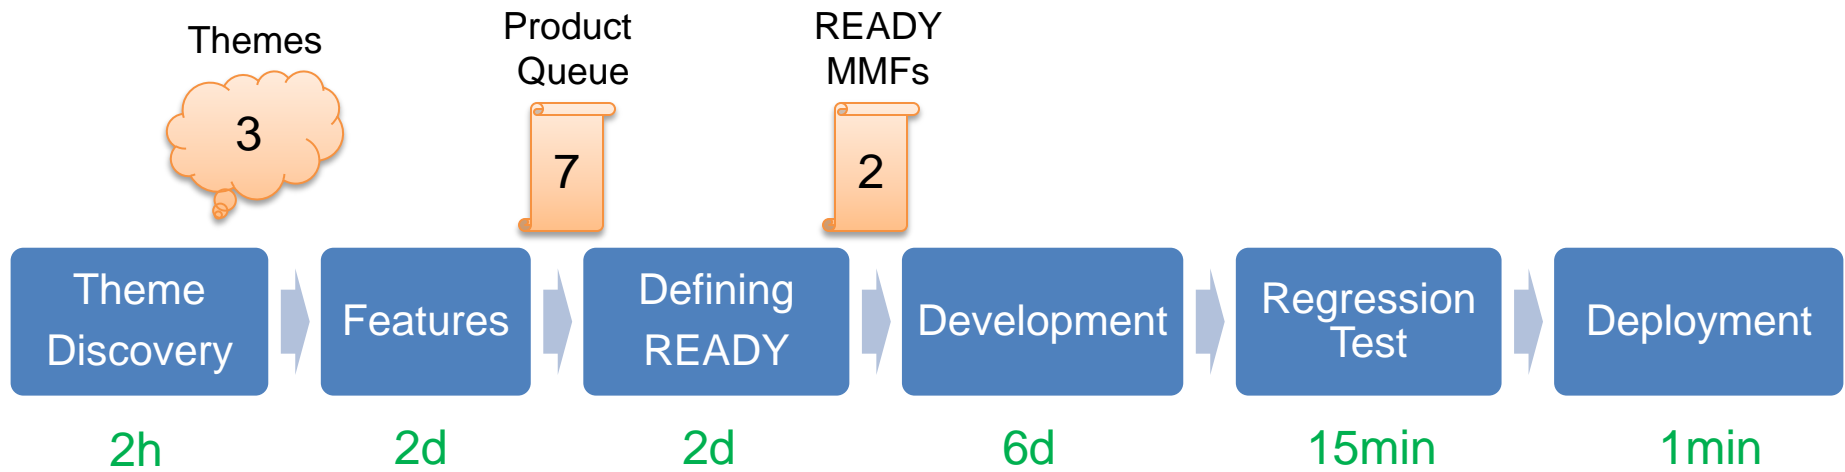 Themes
3
Product
Queue
7
READY
MMFs
2
Theme
Discovery
Features
Defining
READY
Development
Regression
Test
Deployment
2h
2d
2d
6d
15min
1min